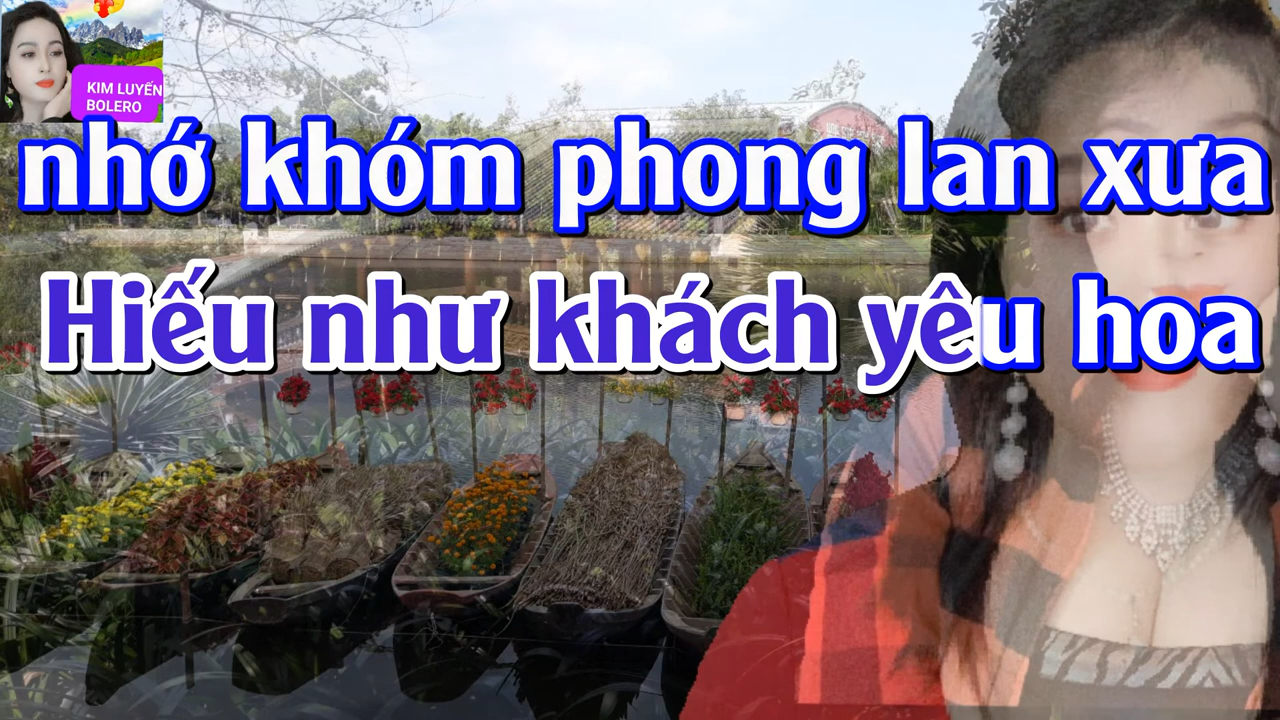 KIM LUYẾN
BOLERO
nhớ khóm phong lan xưa
Hiếu như khách yêu hoa